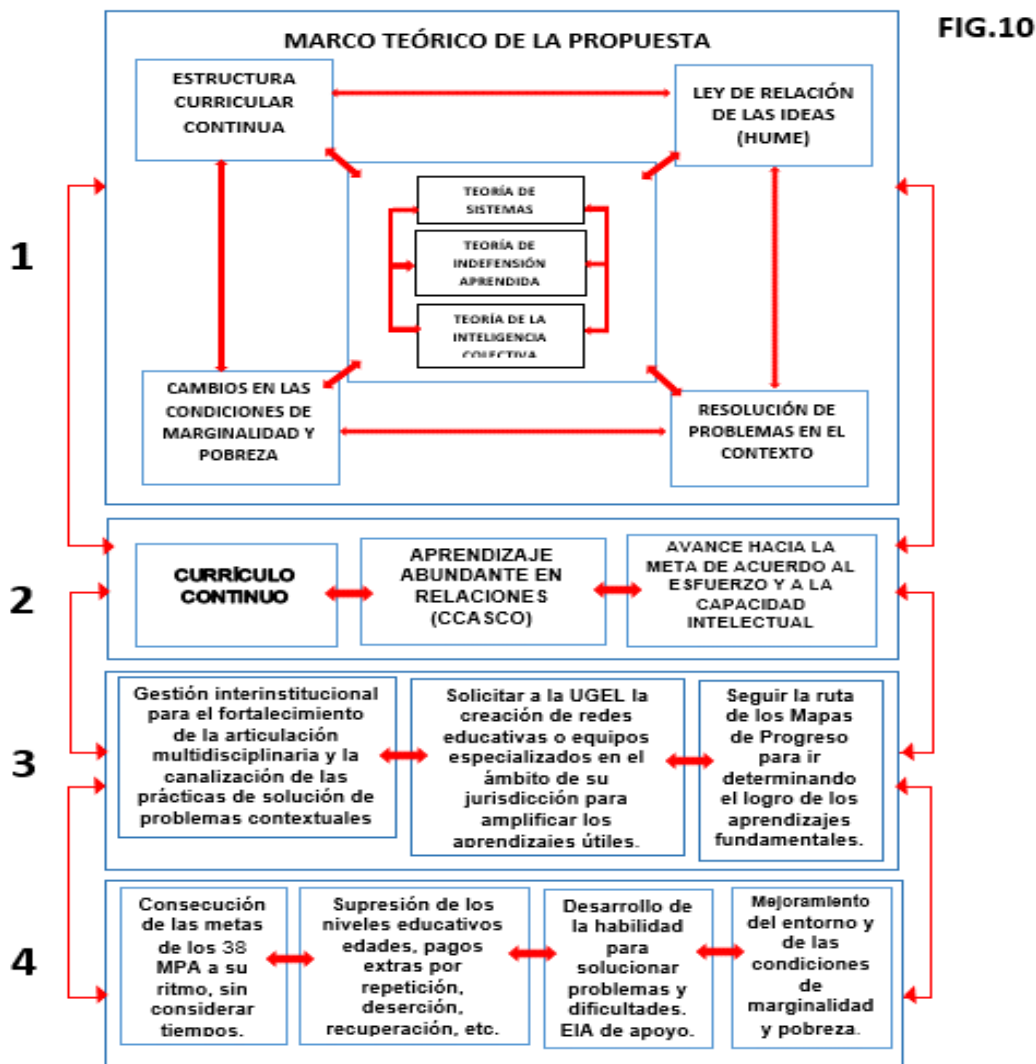 FIG.10
MARCO TEÓRICO DE LA PROPUESTA
ESTRUCTURA
CURRICULAR
CONTINUA
LEY DE RELACIÓN
DE LAS IDEAS
(HUME)
TEORÍA DE
SISTEMAS
TEORÍA DE
INDEFENSIÓN
APRENDIDA
TEORÍA DE LA
INTELIGENCIA
COLECTIVA
1
CAMBIOS EN LAS
CONDICIONES DE
MARGINALIDAD Y
POBREZA
RESOLUCIÓN DE
PROBLEMAS EN EL
CONTEXTO
2
CURRÍCULO
CONTINUO
APRENDIZAJE
ABUNDANTE EN
RELACIONES
(CCASCO)
AVANCE HACIA LA
META DE ACUERDO AL
ESFUERZO Y A LA
CAPACIDAD
INTELECTUAL
3
Gestión interinstitucional
para el fortalecimiento
de la articulación
multidisciplinaria y la
canalización de las
prácticas de solución de
problemas contextuales
Solicitar a la UGEL la
creación de redes
educativas o equipos
especializados en el
ámbito de su
jurisdicción para
amplificar los
aprendizajes útiles.
Seguir la ruta
de los Mapas
de Progreso
para ir
determinando
el logro de los
aprendizajes
fundamentales.
4
Consecución
de las metas
de los 38
MPA a su
ritmo, sin
considerar
tiempos.
Supresión de los
niveles educativos
edades, pagos
extras por
repetición,
deserción,
recuperación, etc.
Desarrollo de
la habilidad
para
solucionar
problemas y
dificultades.
EIA de apoyo.
Mejoramiento
del entorno y
de las
condiciones
de
marginalidad
y pobreza.